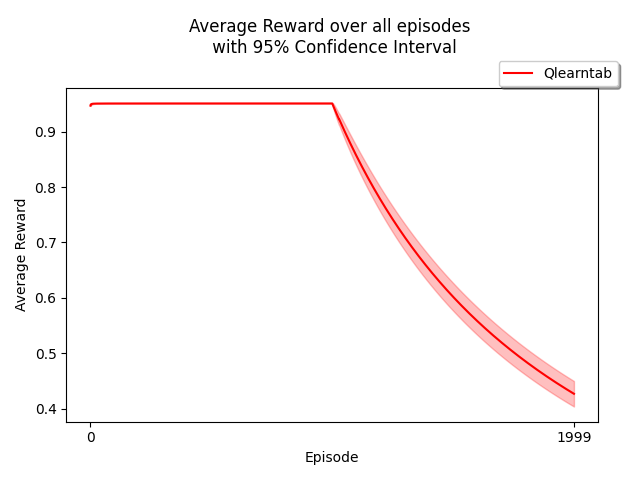 Average Reward over all episodes
with 95% Confidence Interval
Qlearntab
0.9
0.8
0.7
0.6
0.5
0.4
Average Reward
0
1999
Episode